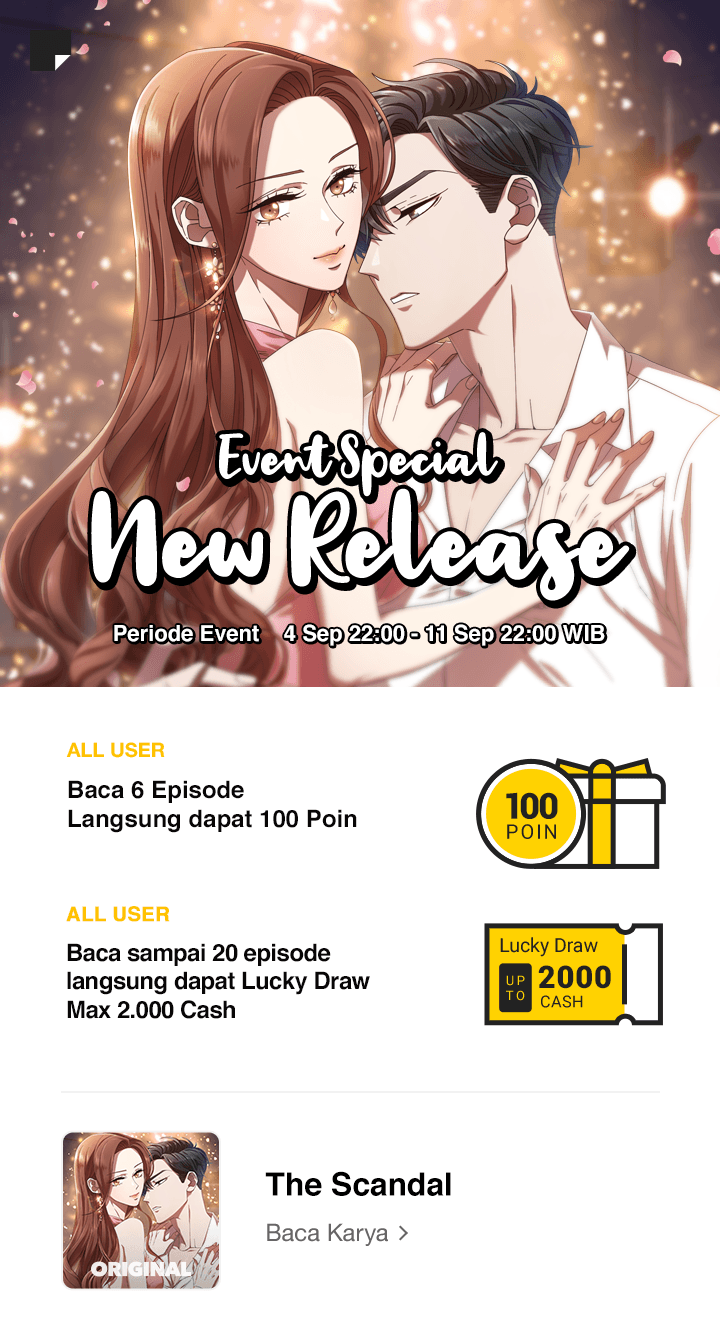 Event Special
New Release
Periode Event 4 Sep 22:00 - 11 Sep 22:00 WIB
ALL USER
Baca 6 Episode
Langsung dapat 100 Poin
100
POIN
ALL USER
Baca sampai 20 episode
langsung dapat Lucky Draw
Max 2.000 Cash
Lucky Draw
UP TO
2000
CASH
The Scandal
Baca Karya >
ORIGINAL